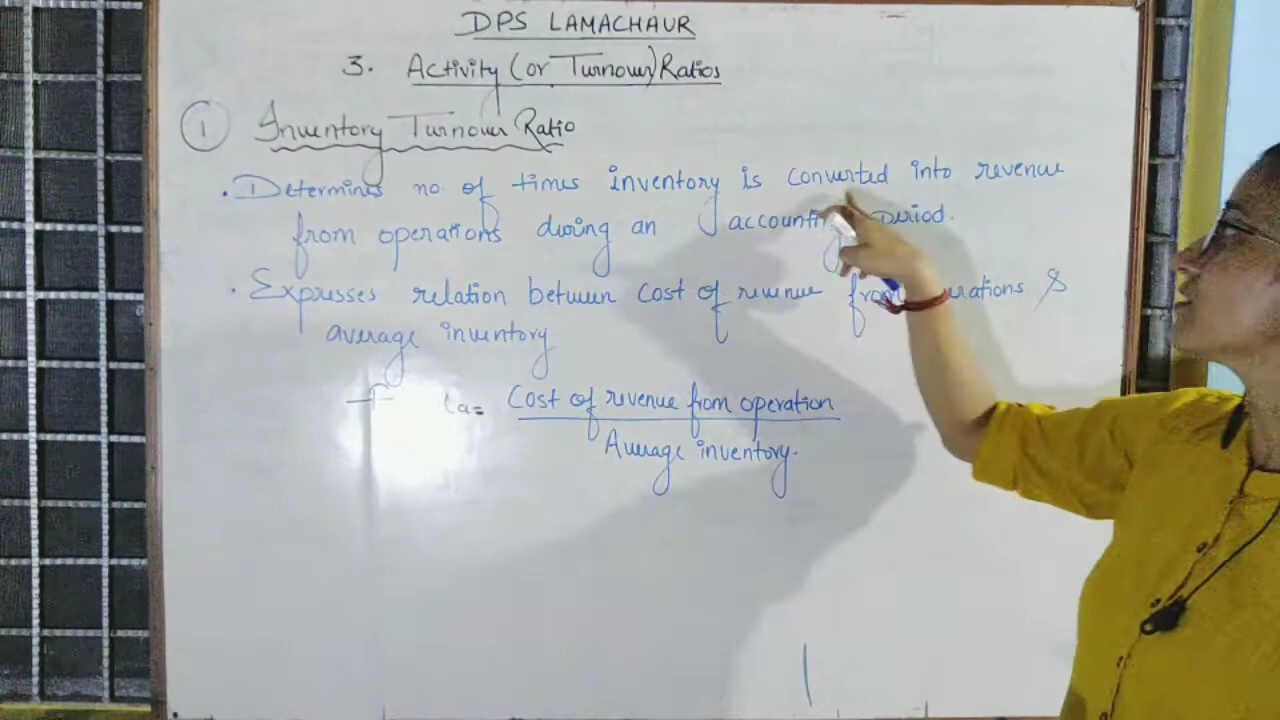 DPS LAMACHAUR
3. Activity (or Turnover) Ratios
1 Inventory Turnover Ratio
. Determines no. of times inventory is converted into revenue
from operations during an accounting period.
. Expresses relation between cost of revenue from & 
average inventory
= Cost of revenue from operation
Average inventory.